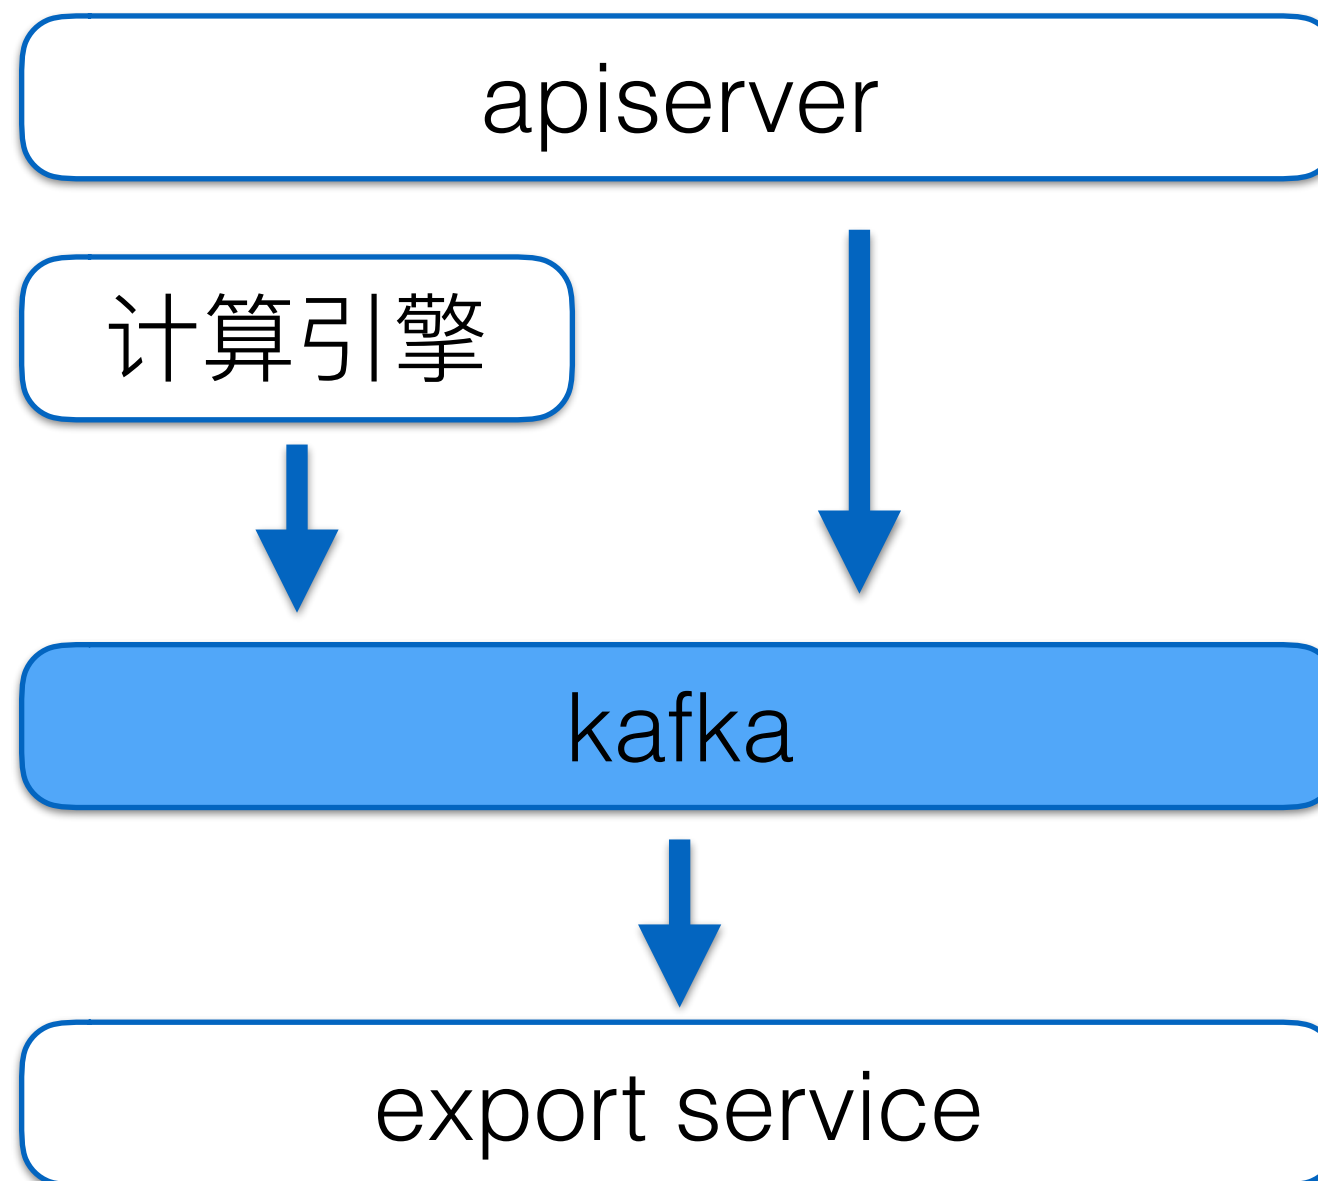 apiserver
计算引擎
kafka
export service